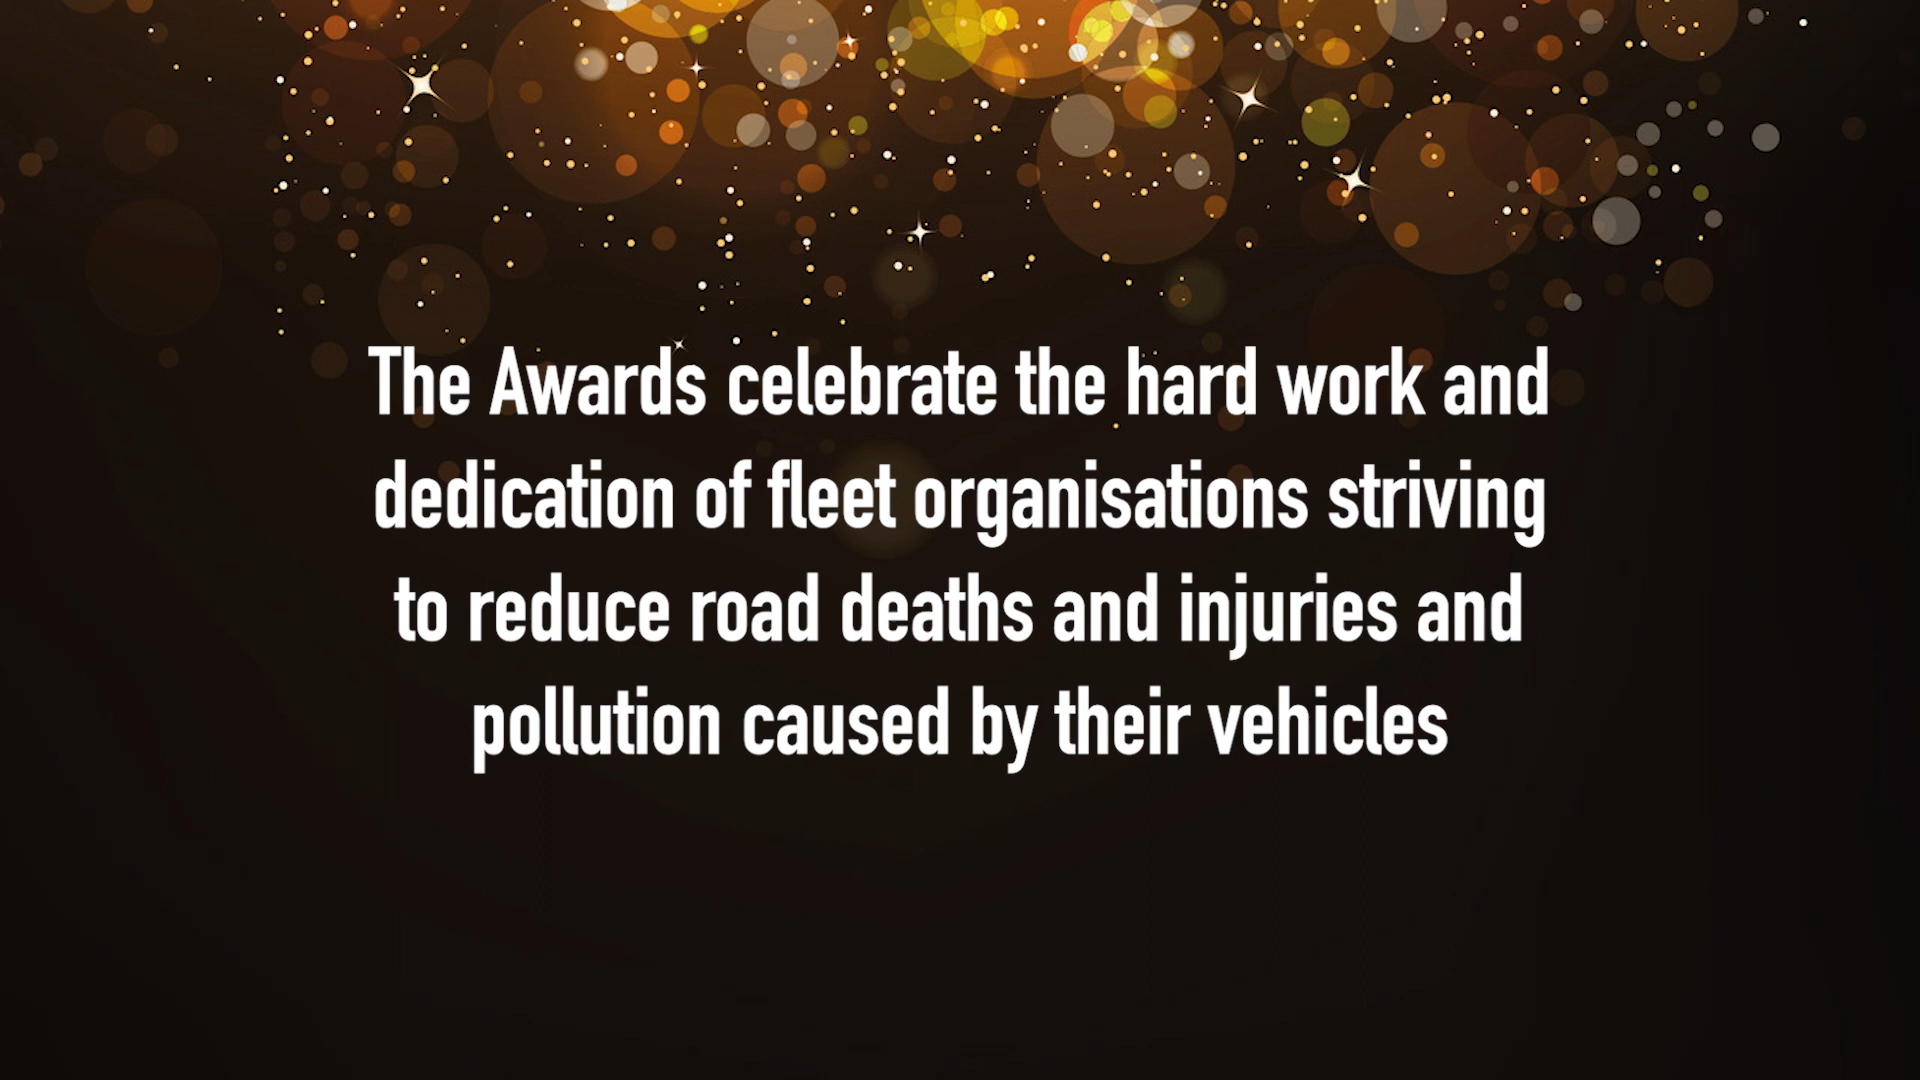 The Awards celebrate the hard work and
dedication of fleet organisations striving
to reduce road deaths and injuries and
pollution caused by their vehicles